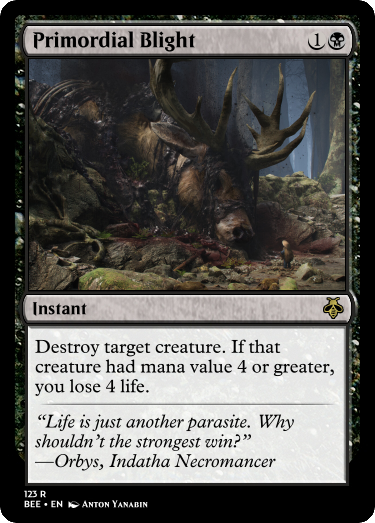 Primordial Blight 1
Instant
Destroy target creature. If that
creature had mana value 4 or greater,
you lose 4 life.
“Life is just another parasite. Why
shouldn’t the strongest win?”
—Orbys, Indatha Necromancer
123 R
BEE • EN Anton Yanabin